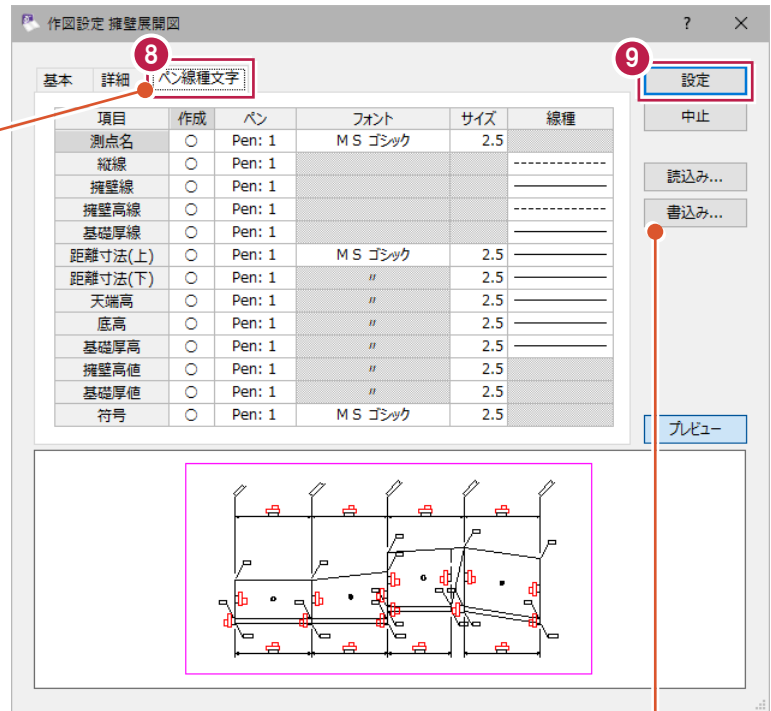 作図設定 擁壁展開図 ? ×
8 9
基本 詳細 ペン線種文字 設定
中止
読込み...
書込み...
項目 作成 ペン フォント サイズ 線種
測点名 ○ Pen: 1 ＭＳ ゴシック 2.5
縦線 ○ Pen: 1
擁壁線 ○ Pen: 1
擁壁高線 ○ Pen: 1
基礎厚線 ○ Pen: 1
距離寸法(上) ○ Pen: 1 ＭＳ ゴシック 2.5
距離寸法(下) ○ Pen: 1 〃 2.5
天端高 ○ Pen: 1 〃 2.5
底高 ○ Pen: 1 〃 2.5
基礎厚高 ○ Pen: 1 〃 2.5
擁壁高値 ○ Pen: 1 〃 2.5
基礎厚値 ○ Pen: 1 〃 2.5
符号 ○ Pen: 1 ＭＳ ゴシック 2.5
プレビュー